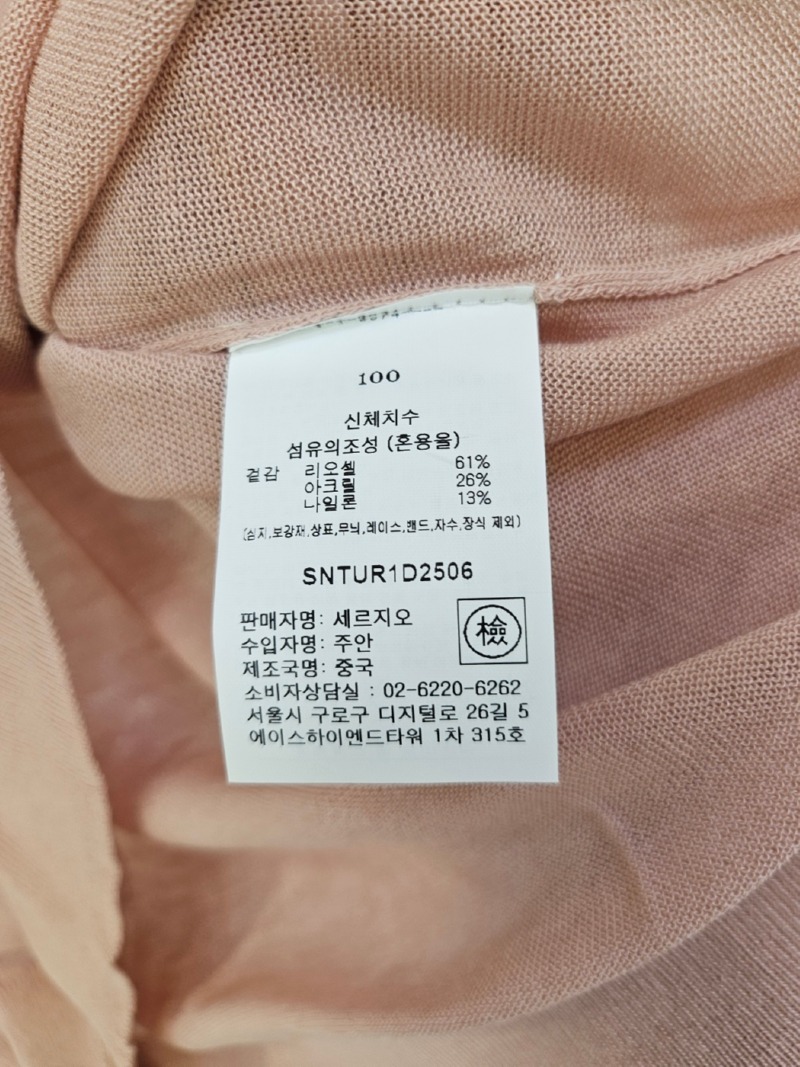 100
신체치수
섬유의조성 (혼용율)
겉감 리오셀 61%
아크릴 26%
나일론 13%
(심지,보강재,상표,무늬,레이스,밴드,자수,장식 제외)
SNTUR1D2506
판매자명: 세르지오
수입자명: 주안
제조국명: 중국
檢
소비자상담실 : 02-6220-6262
서울시 구로구 디지털로 26길 5
에이스하이엔드타워 1차 315호